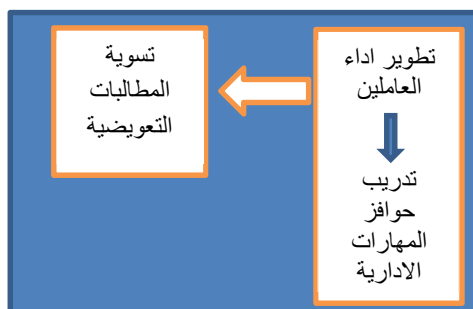 تطوير اداء
العاملين
تدريب
حوافز
المهارات
الادارية
تسوية
المطالبات
التعويضية